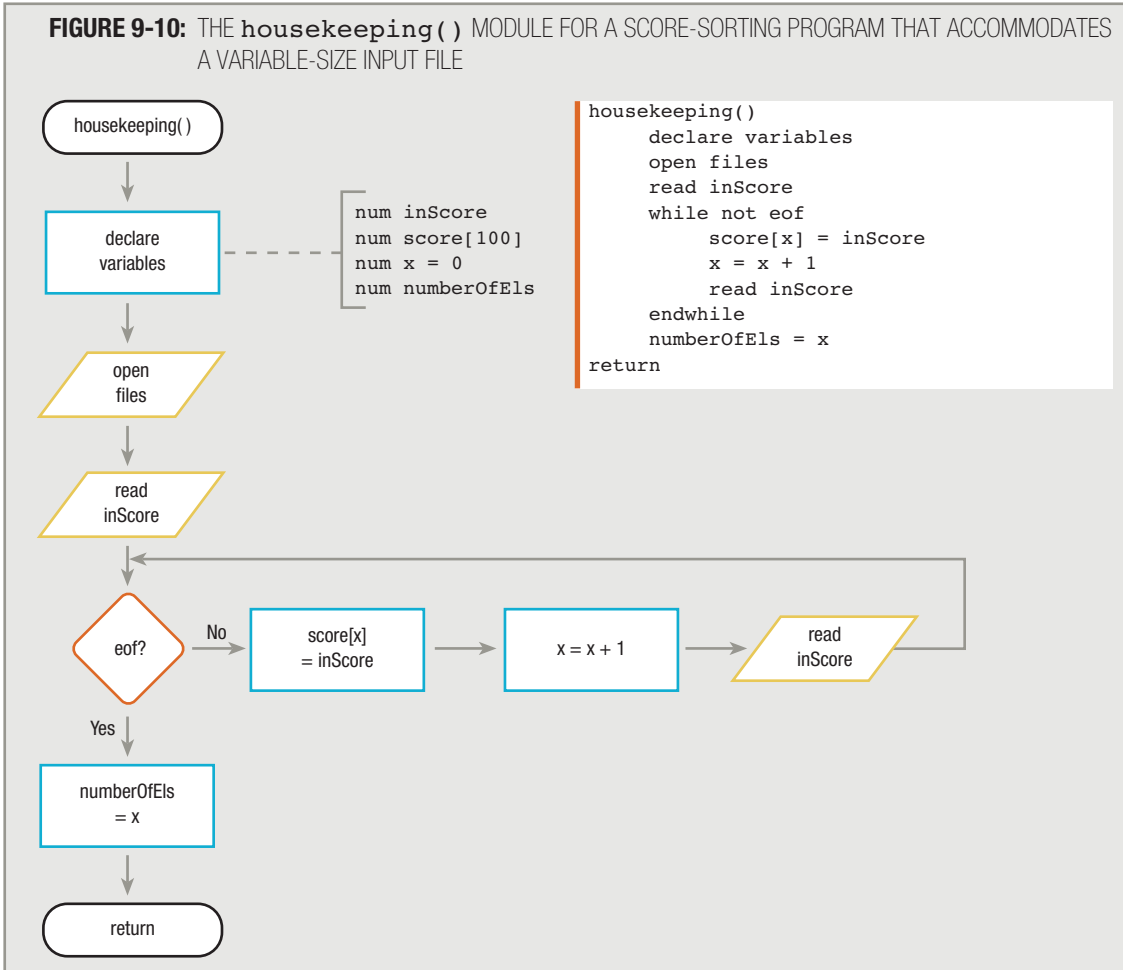 FIGURE 9-10: THE housekeeping() MODULE FOR A SCORE-SORTING PROGRAM THAT ACCOMMODATES
A VARIABLE-SIZE INPUT FILE
housekeeping( )
declare
variables
num inScore
num score[100]
num x = 0
num numberOfEls
open
files
read
inScore
eof?
No
score[x]
= inScore
x = x + 1
read
inScore
Yes
numberOfEls
= x
return
housekeeping()
declare variables
open files
read inScore
while not eof
score[x] = inScore
x = x + 1
read inScore
endwhile
numberOfEls = x
return